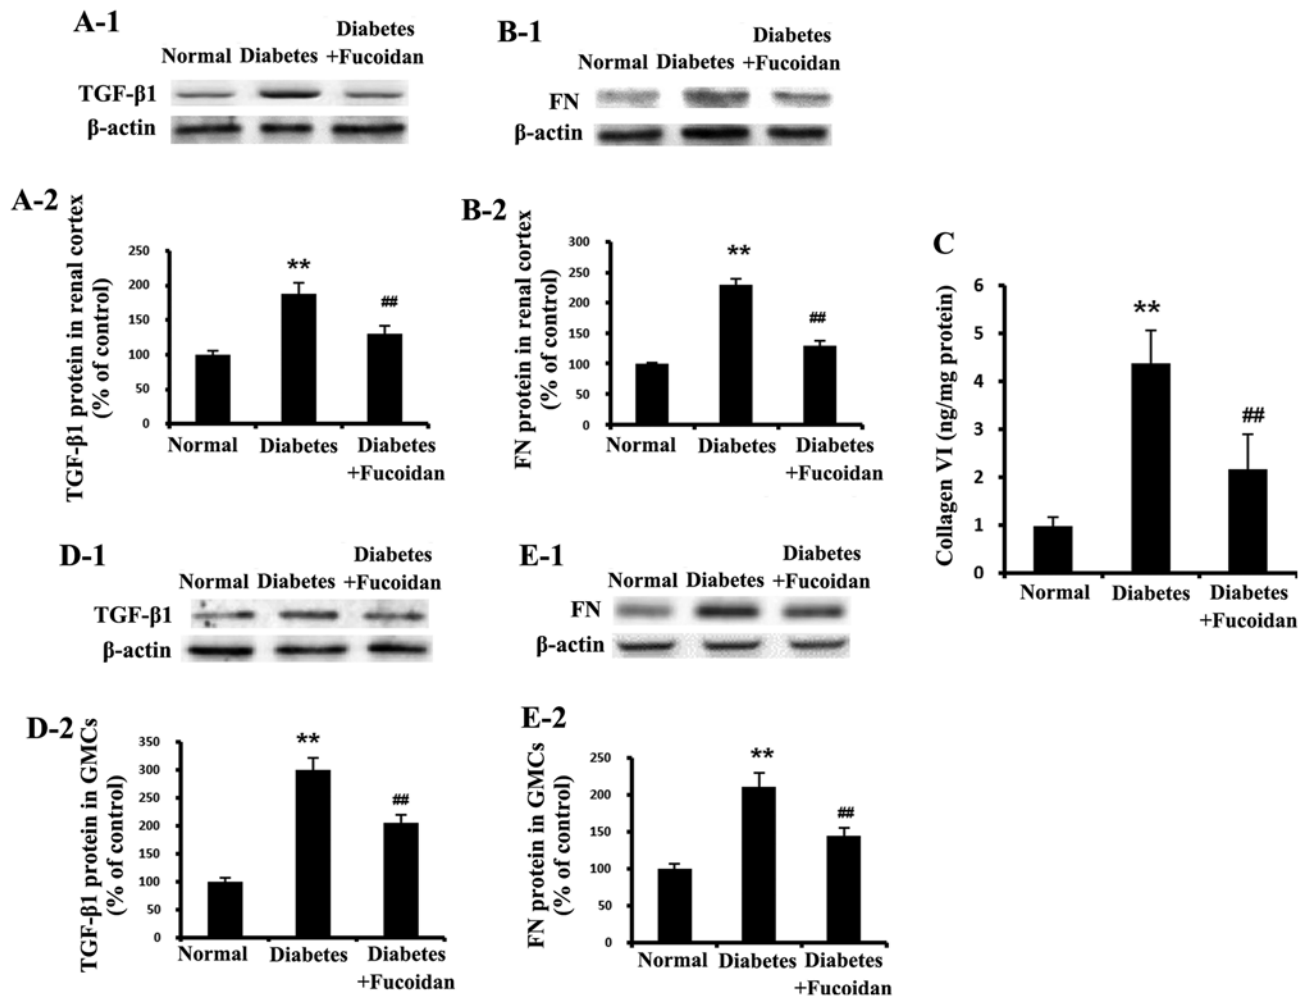 A-1
Normal Diabetes Diabetes
+Fucoidan
TGF-β1
β-actin
B-1
Normal Diabetes Diabetes
+Fucoidan
FN
β-actin
A-2
TGF-β1 protein in renal cortex
(% of control)
250
200
150
100
50
0
**
##
Normal Diabetes Diabetes
+Fucoidan
B-2
FN protein in renal cortex
(% of control)
300
250
200
150
100
50
0
**
##
Normal Diabetes Diabetes
+Fucoidan
C
Collagen VI (ng/mg protein)
6
5
4
3
2
1
0
**
##
Normal Diabetes Diabetes
+Fucoidan
D-1
Normal Diabetes Diabetes
+Fucoidan
TGF-β1
β-actin
E-1
Normal Diabetes Diabetes
+Fucoidan
FN
β-actin
D-2
TGF-β1 protein in GMCs
(% of control)
350
300
250
200
150
100
50
0
**
##
Normal Diabetes Diabetes
+Fucoidan
E-2
FN protein in GMCs
(% of control)
250
200
150
100
50
0
**
##
Normal Diabetes Diabetes
+Fucoidan